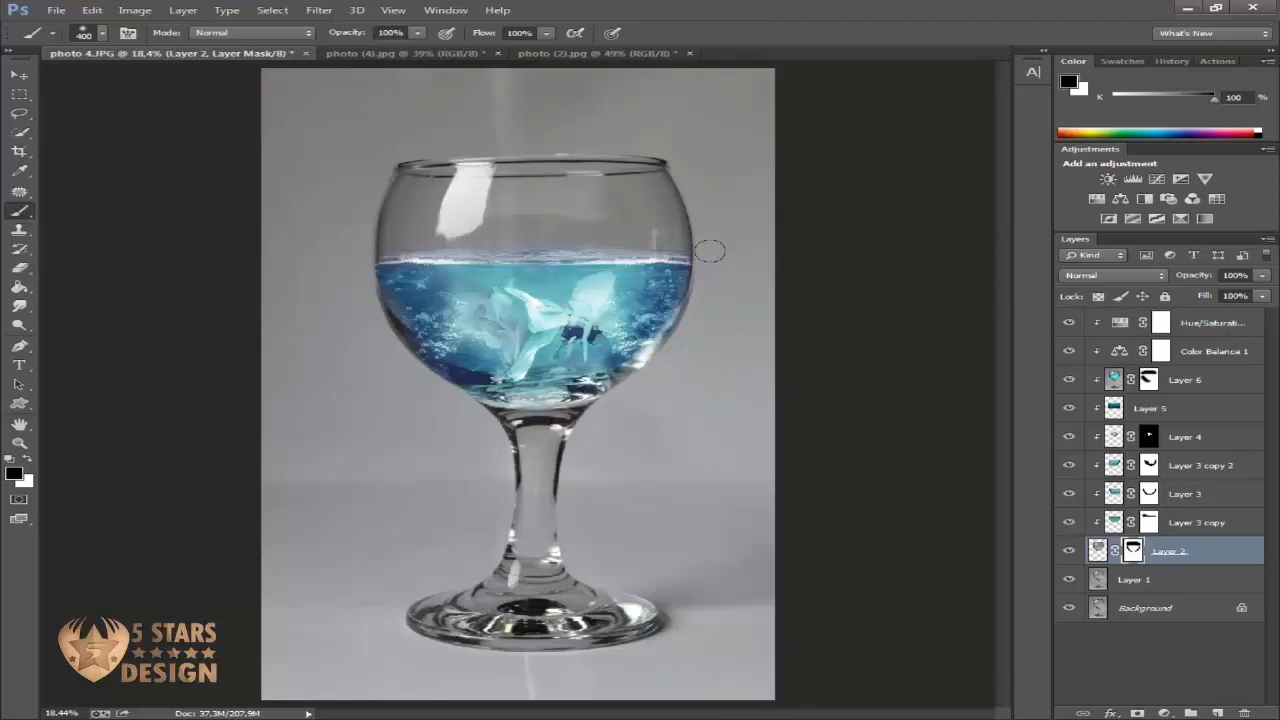 Ps File Edit Image Layer Type Select Filter 3D View Window Help
400 Mode: Normal Opacity: 100% Flow: 100% What's New
photo 4.JPG @ 18,4% (Layer 2, Layer Mask/8) * × photo (4).jpg @ 39% (RGB/8) * × photo (2).jpg @ 49% (RGB/8) * ×
A|
Color Swatches History Actions
K 100 %
Adjustments
Add an adjustment
Layers
Kind
Normal Opacity: 100%
Lock: Fill: 100%
Hue/Saturati...
Color Balance 1
Layer 6
Layer 5
Layer 4
Layer 3 copy 2
Layer 3
Layer 3 copy
Layer 2
Layer 1
Background
5 STARS
DESIGN
5
18.44% Doc: 37,3M/207,9M